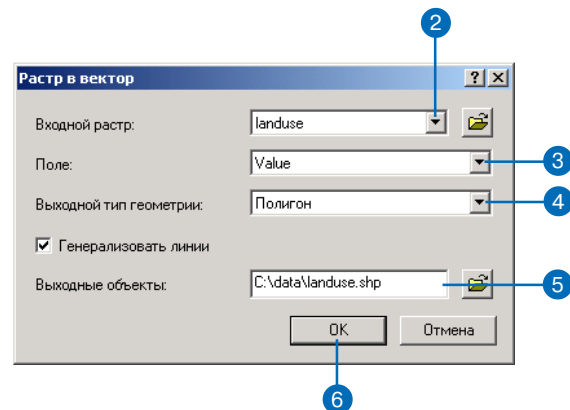 2
Растр в вектор
Входной растр: landuse
Поле: Value 3
Выходной тип геометрии: Полигон 4
Генерализовать линии
Выходные объекты: C:\data\landuse.shp 5
OK Отмена
6